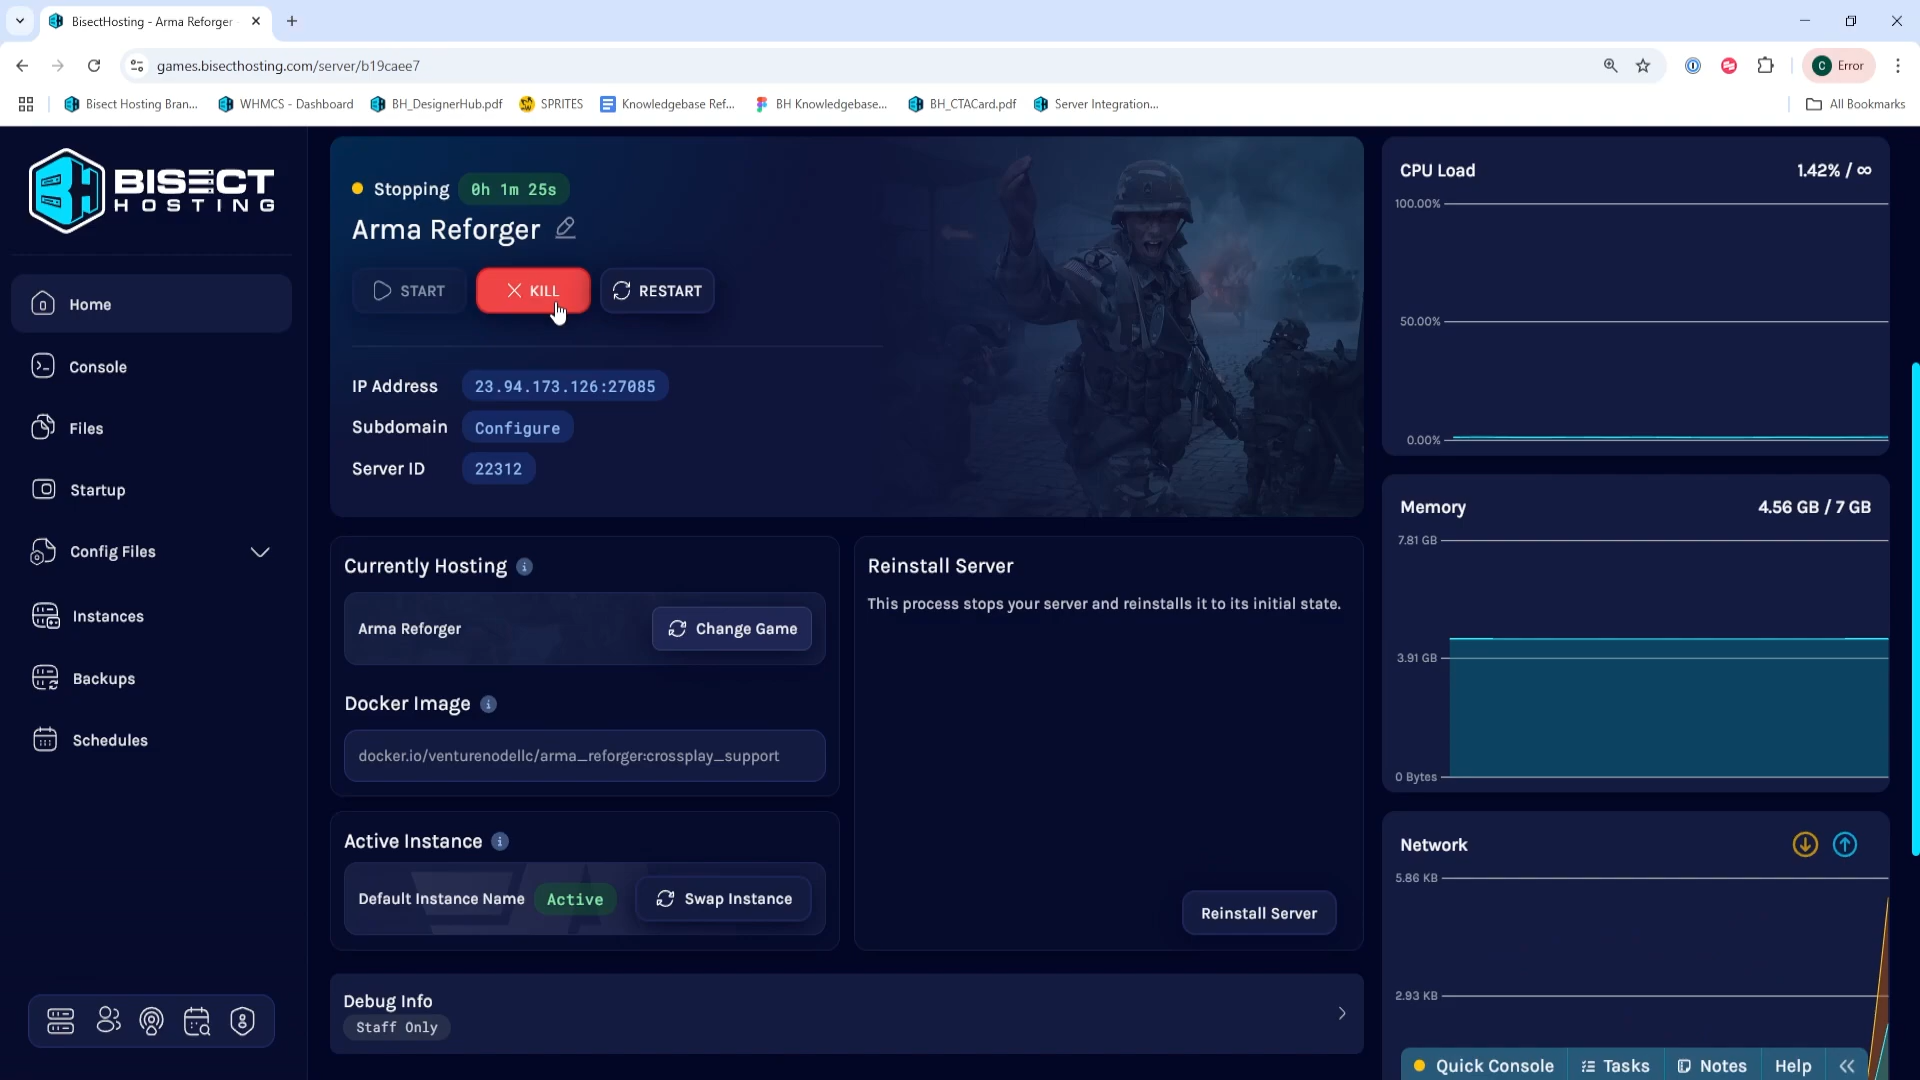 BisectHosting - Arma Reforger
games.bisecthosting.com/server/b19caee7
C Error
Bisect Hosting Bran...
WHMCS - Dashboard
BH_DesignerHub.pdf
SPRITES
Knowledgebase Ref...
BH Knowledgebase...
BH_CTACard.pdf
Server Integration...
All Bookmarks
BISECT
HOSTING
Home
Console
Files
Startup
Config Files
Instances
Backups
Schedules
Stopping 0h 1m 25s
Arma Reforger
START
KILL
RESTART
IP Address 23.94.173.126:27085
Subdomain Configure
Server ID 22312
Currently Hosting
Arma Reforger
Change Game
Docker Image
docker.io/venturenodellc/arma_reforger:crossplay_support
Active Instance
Default Instance Name Active
Swap Instance
Reinstall Server
This process stops your server and reinstalls it to its initial state.
Reinstall Server
Debug Info
Staff Only
CPU Load 1.42% / ∞
100.00%
50.00%
0.00%
Memory 4.56 GB / 7 GB
7.81 GB
3.91 GB
0 Bytes
Network
5.86 KB
2.93 KB
Quick Console
Tasks
Notes
Help